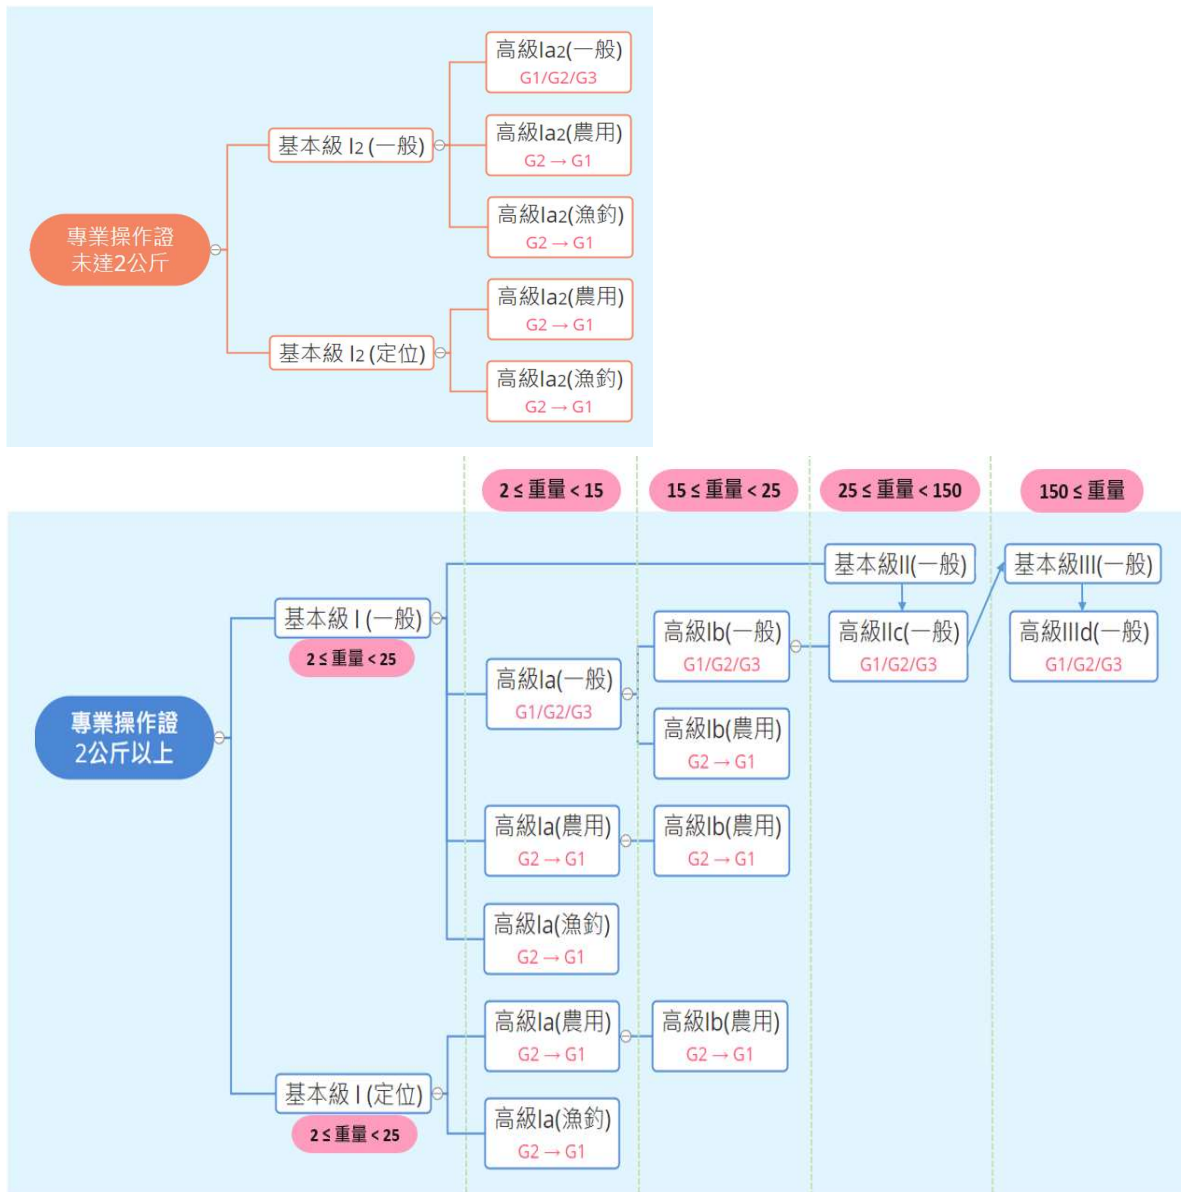 專業操作證
未達2公斤
基本級 I2 (一般)
高級Ia2(一般)
G1/G2/G3
高級Ia2(農用)
G2 → G1
高級Ia2(漁釣)
G2 → G1
基本級 I2 (定位)
高級Ia2(農用)
G2 → G1
高級Ia2(漁釣)
G2 → G1
2 ≤ 重量 < 15
15 ≤ 重量 < 25
25 ≤ 重量 < 150
150 ≤ 重量
專業操作證
2公斤以上
基本級 I (一般)
2 ≤ 重量 < 25
基本級II(一般)
基本級III(一般)
高級Ia(一般)
G1/G2/G3
高級Ib(一般)
G1/G2/G3
高級IIc(一般)
G1/G2/G3
高級IIId(一般)
G1/G2/G3
高級Ib(農用)
G2 → G1
高級Ia(農用)
G2 → G1
高級Ib(農用)
G2 → G1
高級Ia(漁釣)
G2 → G1
基本級 I (定位)
2 ≤ 重量 < 25
高級Ia(農用)
G2 → G1
高級Ib(農用)
G2 → G1
高級Ia(漁釣)
G2 → G1